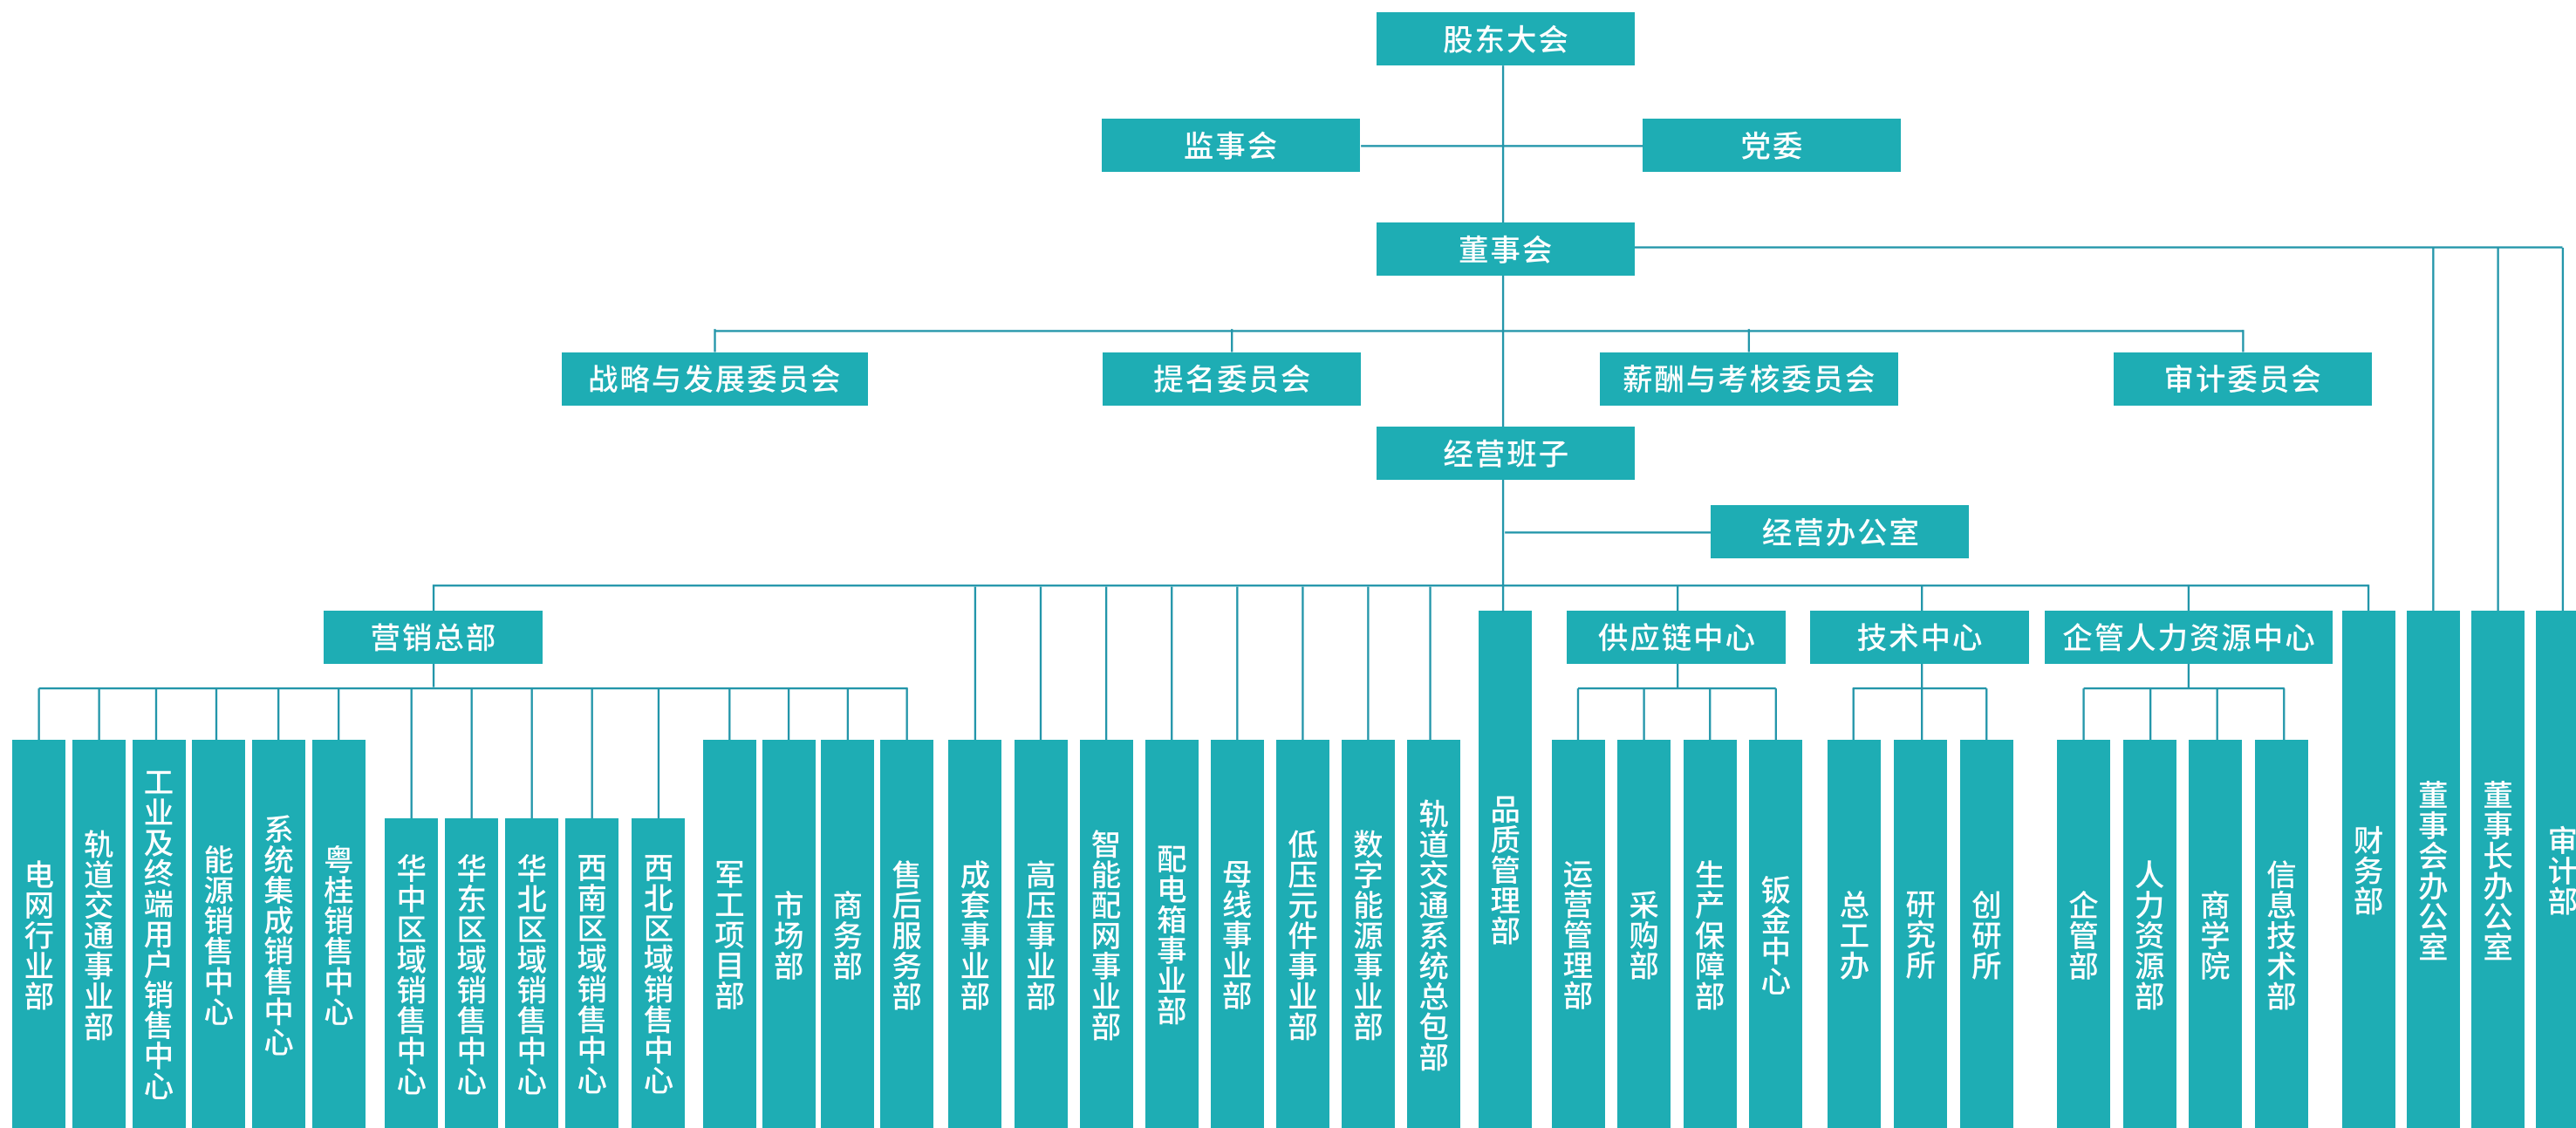 股东大会
监事会
党委
董事会
战略与发展委员会
提名委员会
薪酬与考核委员会
审计委员会
经营班子
经营办公室
营销总部
供应链中心
技术中心
企管人力资源中心
电网行业部
轨道交通事业部
工业及终端用户销售中心
能源销售中心
系统集成销售中心
粤桂销售中心
华中区域销售中心
华东区域销售中心
华北区域销售中心
西南区域销售中心
西北区域销售中心
军工项目部
市场部
商务部
售后服务部
成套事业部
高压事业部
智能配网事业部
配电箱事业部
母线事业部
低压元件事业部
数字能源事业部
轨道交通系统总包部
品质管理部
运营管理部
采购部
生产保障部
钣金中心
总工办
研究所
创研所
企管部
人力资源部
商学院
信息技术部
财务部
董事会办公室
董事长办公室
审计部